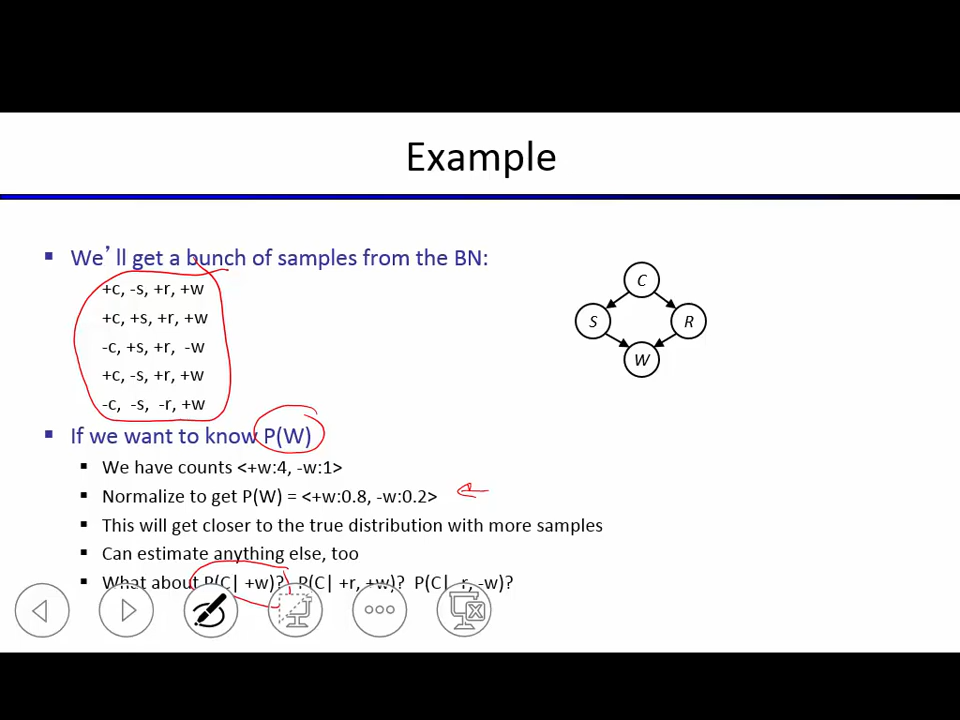 Example
▪ We'll get a bunch of samples from the BN:
+c, -s, +r, +w
+c, +s, +r, +w
-c, +s, +r, -w
+c, -s, +r, +w
-c, -s, -r, +w
C
S
R
W
▪ If we want to know P(W)
▪ We have counts <+w:4, -w:1>
▪ Normalize to get P(W) = <+w:0.8, -w:0.2>
▪ This will get closer to the true distribution with more samples
▪ Can estimate anything else, too
▪ What about P(C| +w)? P(C| +r, +w)? P(C| r, -w)?